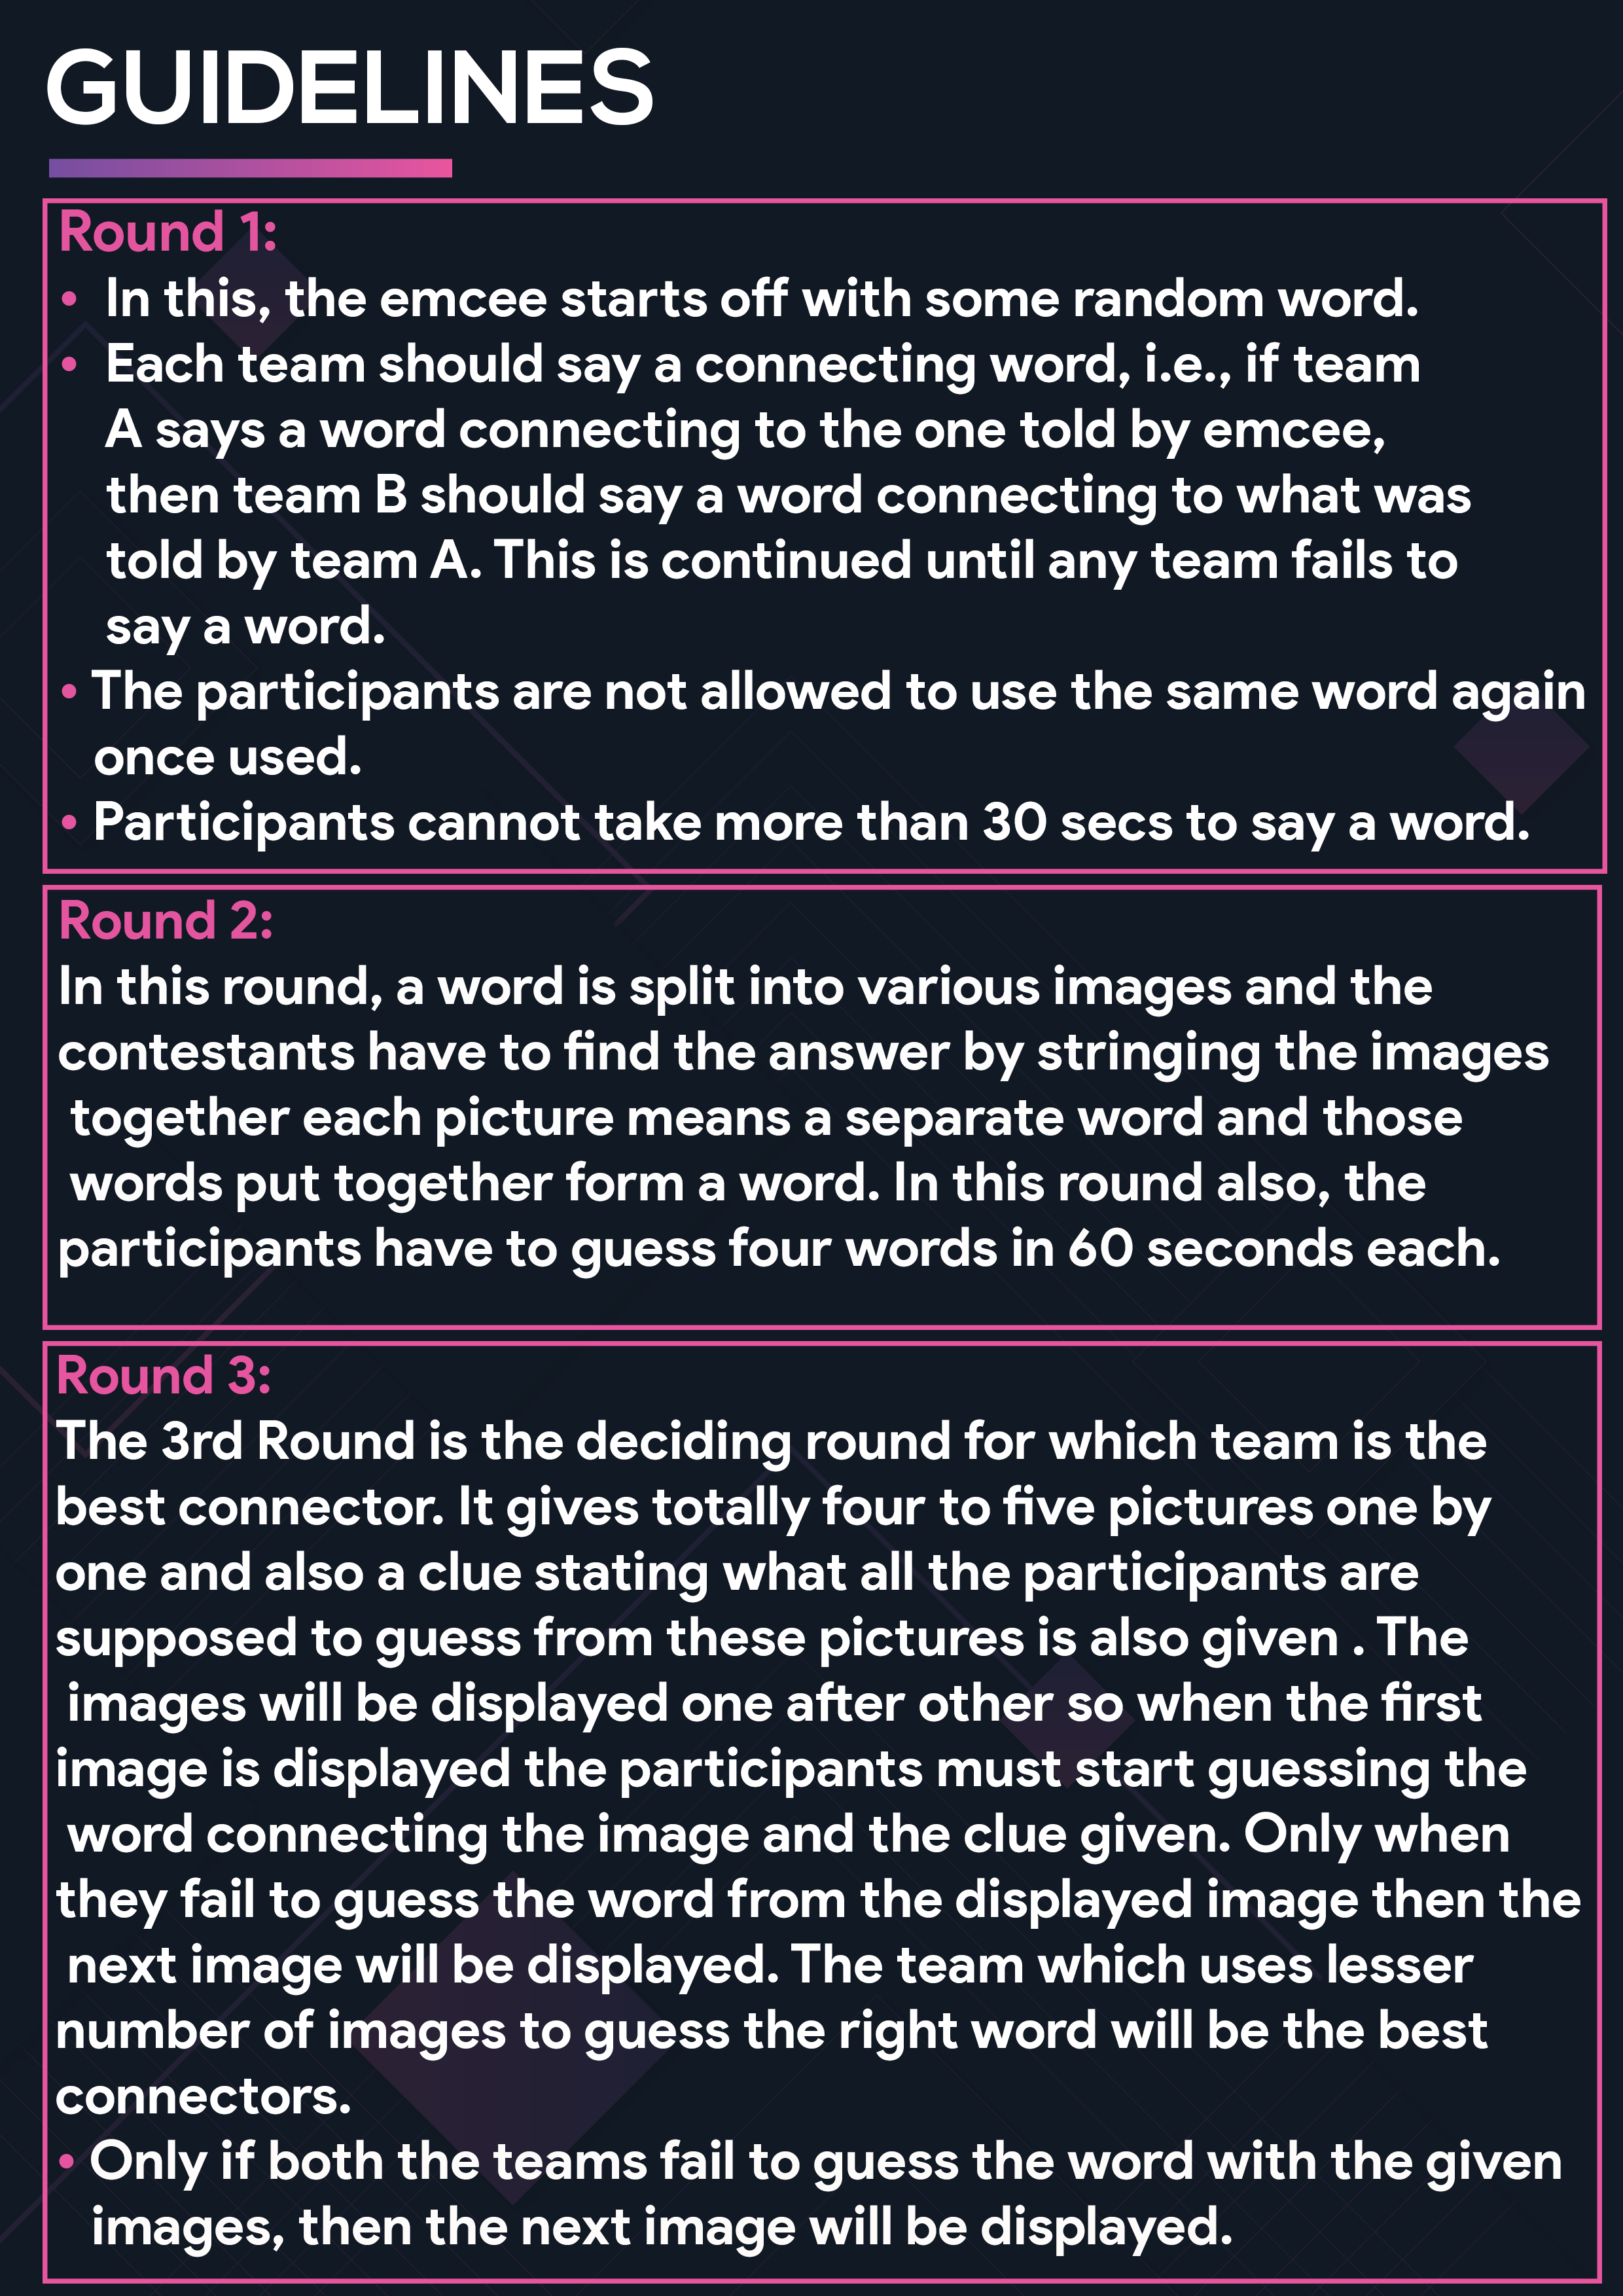 GUIDELINES
Round 1:
• In this, the emcee starts off with some random word.
• Each team should say a connecting word, i.e., if team
A says a word connecting to the one told by emcee,
then team B should say a word connecting to what was
told by team A. This is continued until any team fails to
say a word.
• The participants are not allowed to use the same word again
once used.
• Participants cannot take more than 30 secs to say a word.
Round 2:
In this round, a word is split into various images and the
contestants have to find the answer by stringing the images
together each picture means a separate word and those
words put together form a word. In this round also, the
participants have to guess four words in 60 seconds each.
Round 3:
The 3rd Round is the deciding round for which team is the
best connector. It gives totally four to five pictures one by
one and also a clue stating what all the participants are
supposed to guess from these pictures is also given . The
images will be displayed one after other so when the first
image is displayed the participants must start guessing the
word connecting the image and the clue given. Only when
they fail to guess the word from the displayed image then the
next image will be displayed. The team which uses lesser
number of images to guess the right word will be the best
connectors.
• Only if both the teams fail to guess the word with the given
images, then the next image will be displayed.